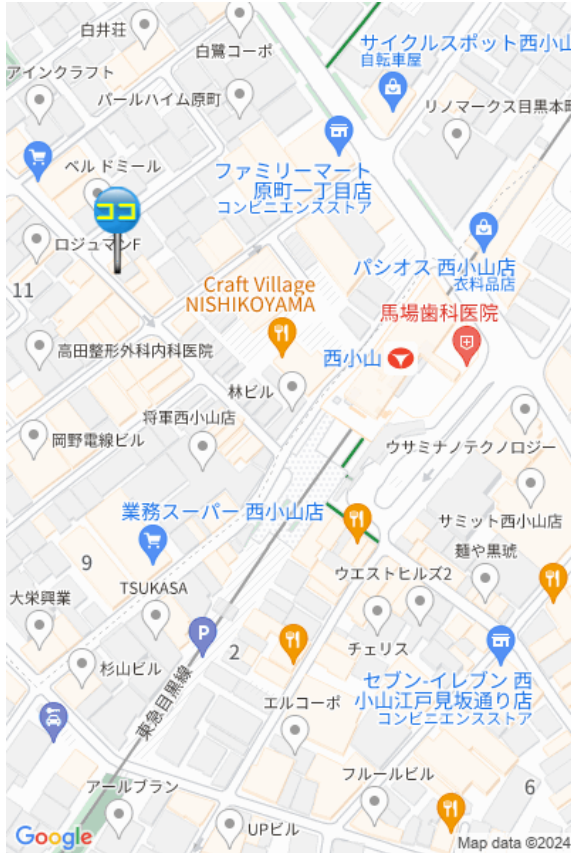 白井荘
白鷺コーポ
サイクルスポット西小山
自転車屋
アインクラフト
パールハイム原町
リノマークス目黒本町
ベルドミール
ファミリーマート
原町一丁目店
コンビニエンスストア
ココ
ロジュマンF
パシオス 西小山店
衣料品店
11
Craft Village
NISHIKOYAMA
馬場歯科医院
高田整形外科内科医院
西小山
林ビル
将軍西小山店
岡野電線ビル
ウサミナノテクノロジー
業務スーパー 西小山店
サミット西小山店
麺や黒琥
9
ウエストヒルズ2
TSUKASA
大栄興業
P
2
チェリス
杉山ビル
セブン-イレブン 西
小山江戸見坂通り店
コンビニエンスストア
東急目黒線
エルコーポ
フルールビル
アールブラン
6
UPビル
Google
Map data ©2024